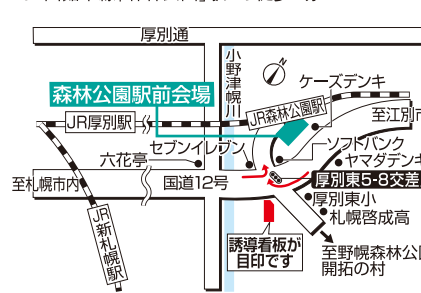 厚別通
小野津幌川
ケーズデンキ
森林公園駅前会場
JR森林公園駅
至江別市
JR厚別駅
セブンイレブン
ソフトバンク
六花亭
ヤマダデンキ
至札幌市内
国道12号
厚別東5-8交差
厚別東小
札幌啓成高
JR新札幌駅
誘導看板が
目印です
至野幌森林公
開拓の村